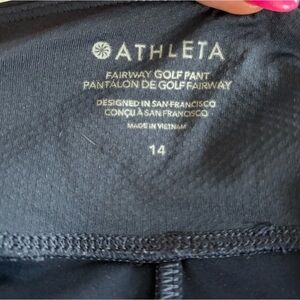 ATHLETA
FAIRWAY GOLF PANT
PANTALON DE GOLF FAIRWAY
DESIGNED IN SAN FRANCISCO
CONÇU À SAN FRANCISCO
MADE IN VIETNAM
14